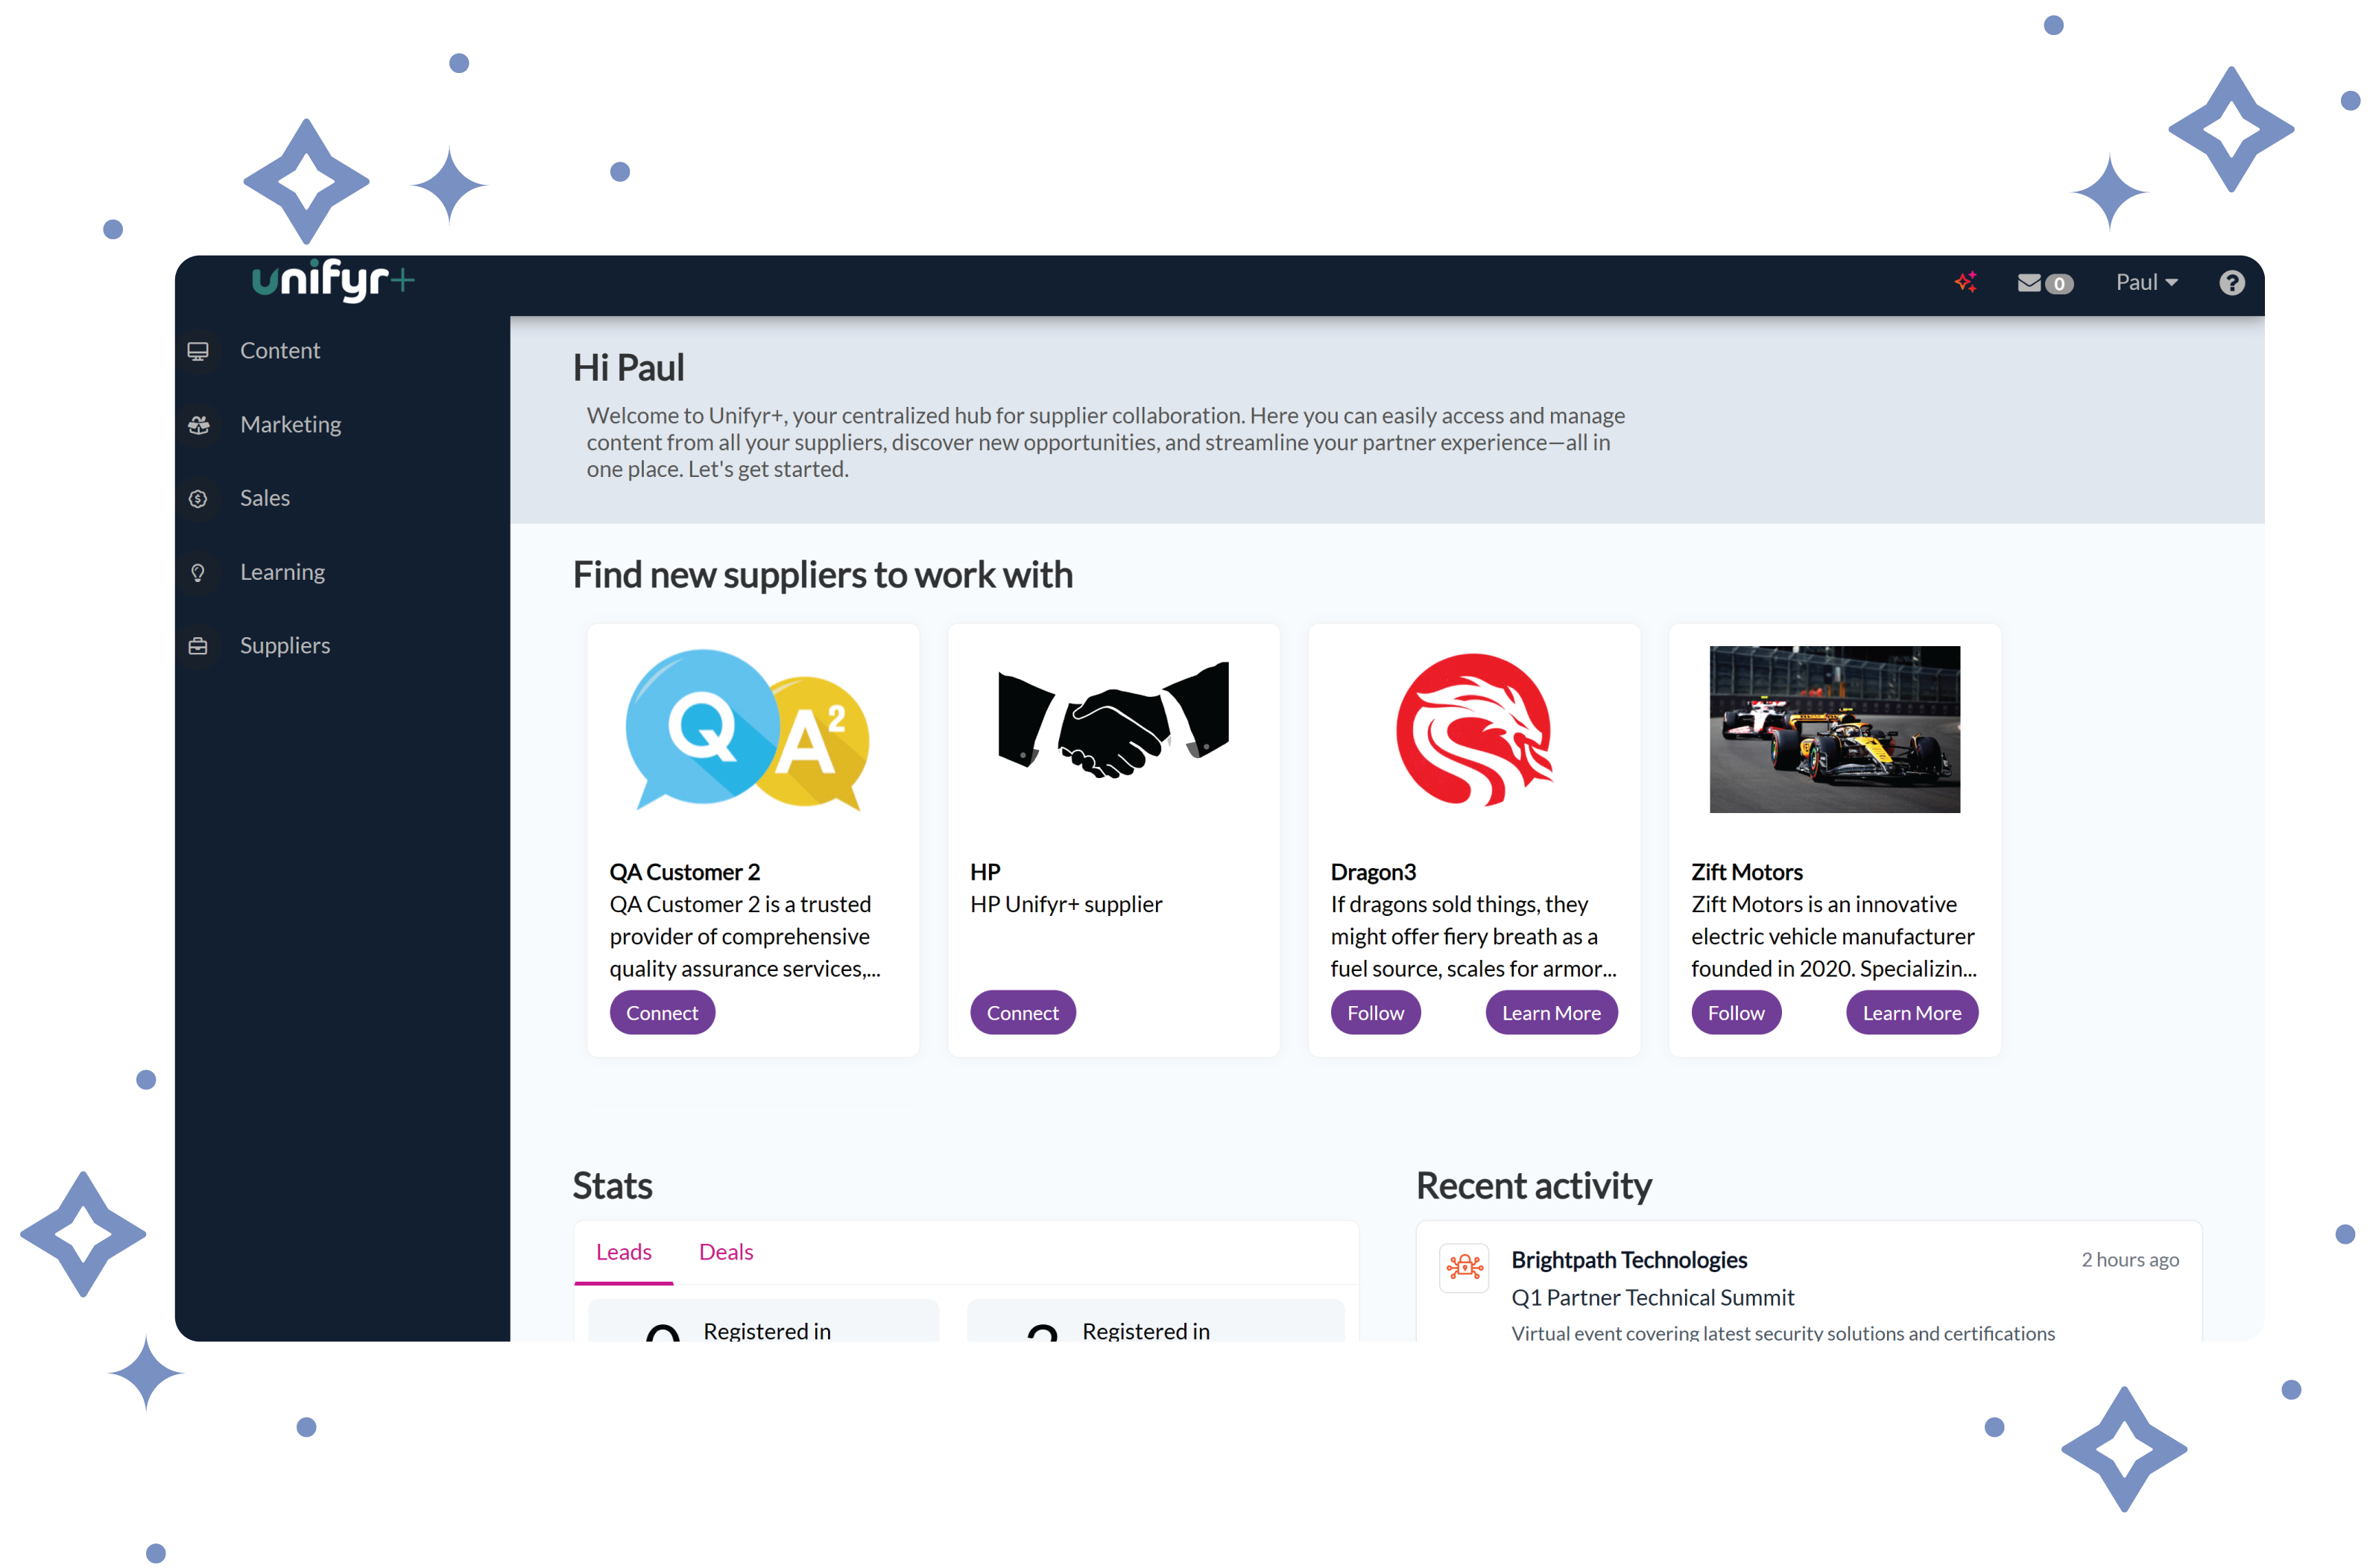 unifyr+
0
Paul
?
Content
Marketing
Sales
Learning
Suppliers
Hi Paul
Welcome to Unifyr+, your centralized hub for supplier collaboration. Here you can easily access and manage
content from all your suppliers, discover new opportunities, and streamline your partner experience—all in
one place. Let's get started.
Find new suppliers to work with
Q A2
QA Customer 2
QA Customer 2 is a trusted
provider of comprehensive
quality assurance services,...
Connect
HP
HP Unifyr+ supplier
Connect
Dragon3
If dragons sold things, they
might offer fiery breath as a
fuel source, scales for armor...
Follow
Learn More
Zift Motors
Zift Motors is an innovative
electric vehicle manufacturer
founded in 2020. Specializin...
Follow
Learn More
Stats
Leads
Deals
Registered in
Registered in
Recent activity
Brightpath Technologies
2 hours ago
Q1 Partner Technical Summit
Virtual event covering latest security solutions and certifications